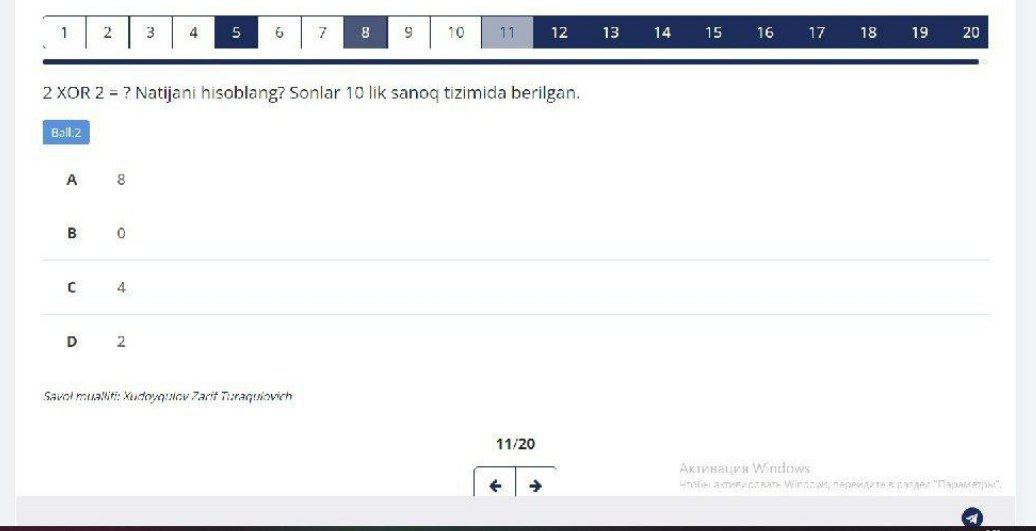 1 2 3 4 5 6 7 8 9 10 11 12 13 14 15 16 17 18 19 20
2 XOR 2 = ? Natijani hisoblang? Sonlar 10 lik sanoq tizimida berilgan.
Ball:2
A 8
B 0
C 4
D 2
Savol muallifi: Xudoyqulov Zarif Turaqulovich
11/20
← →
Активация Windows
Чтобы активировать Windows, перейдите в раздел "Параметры".